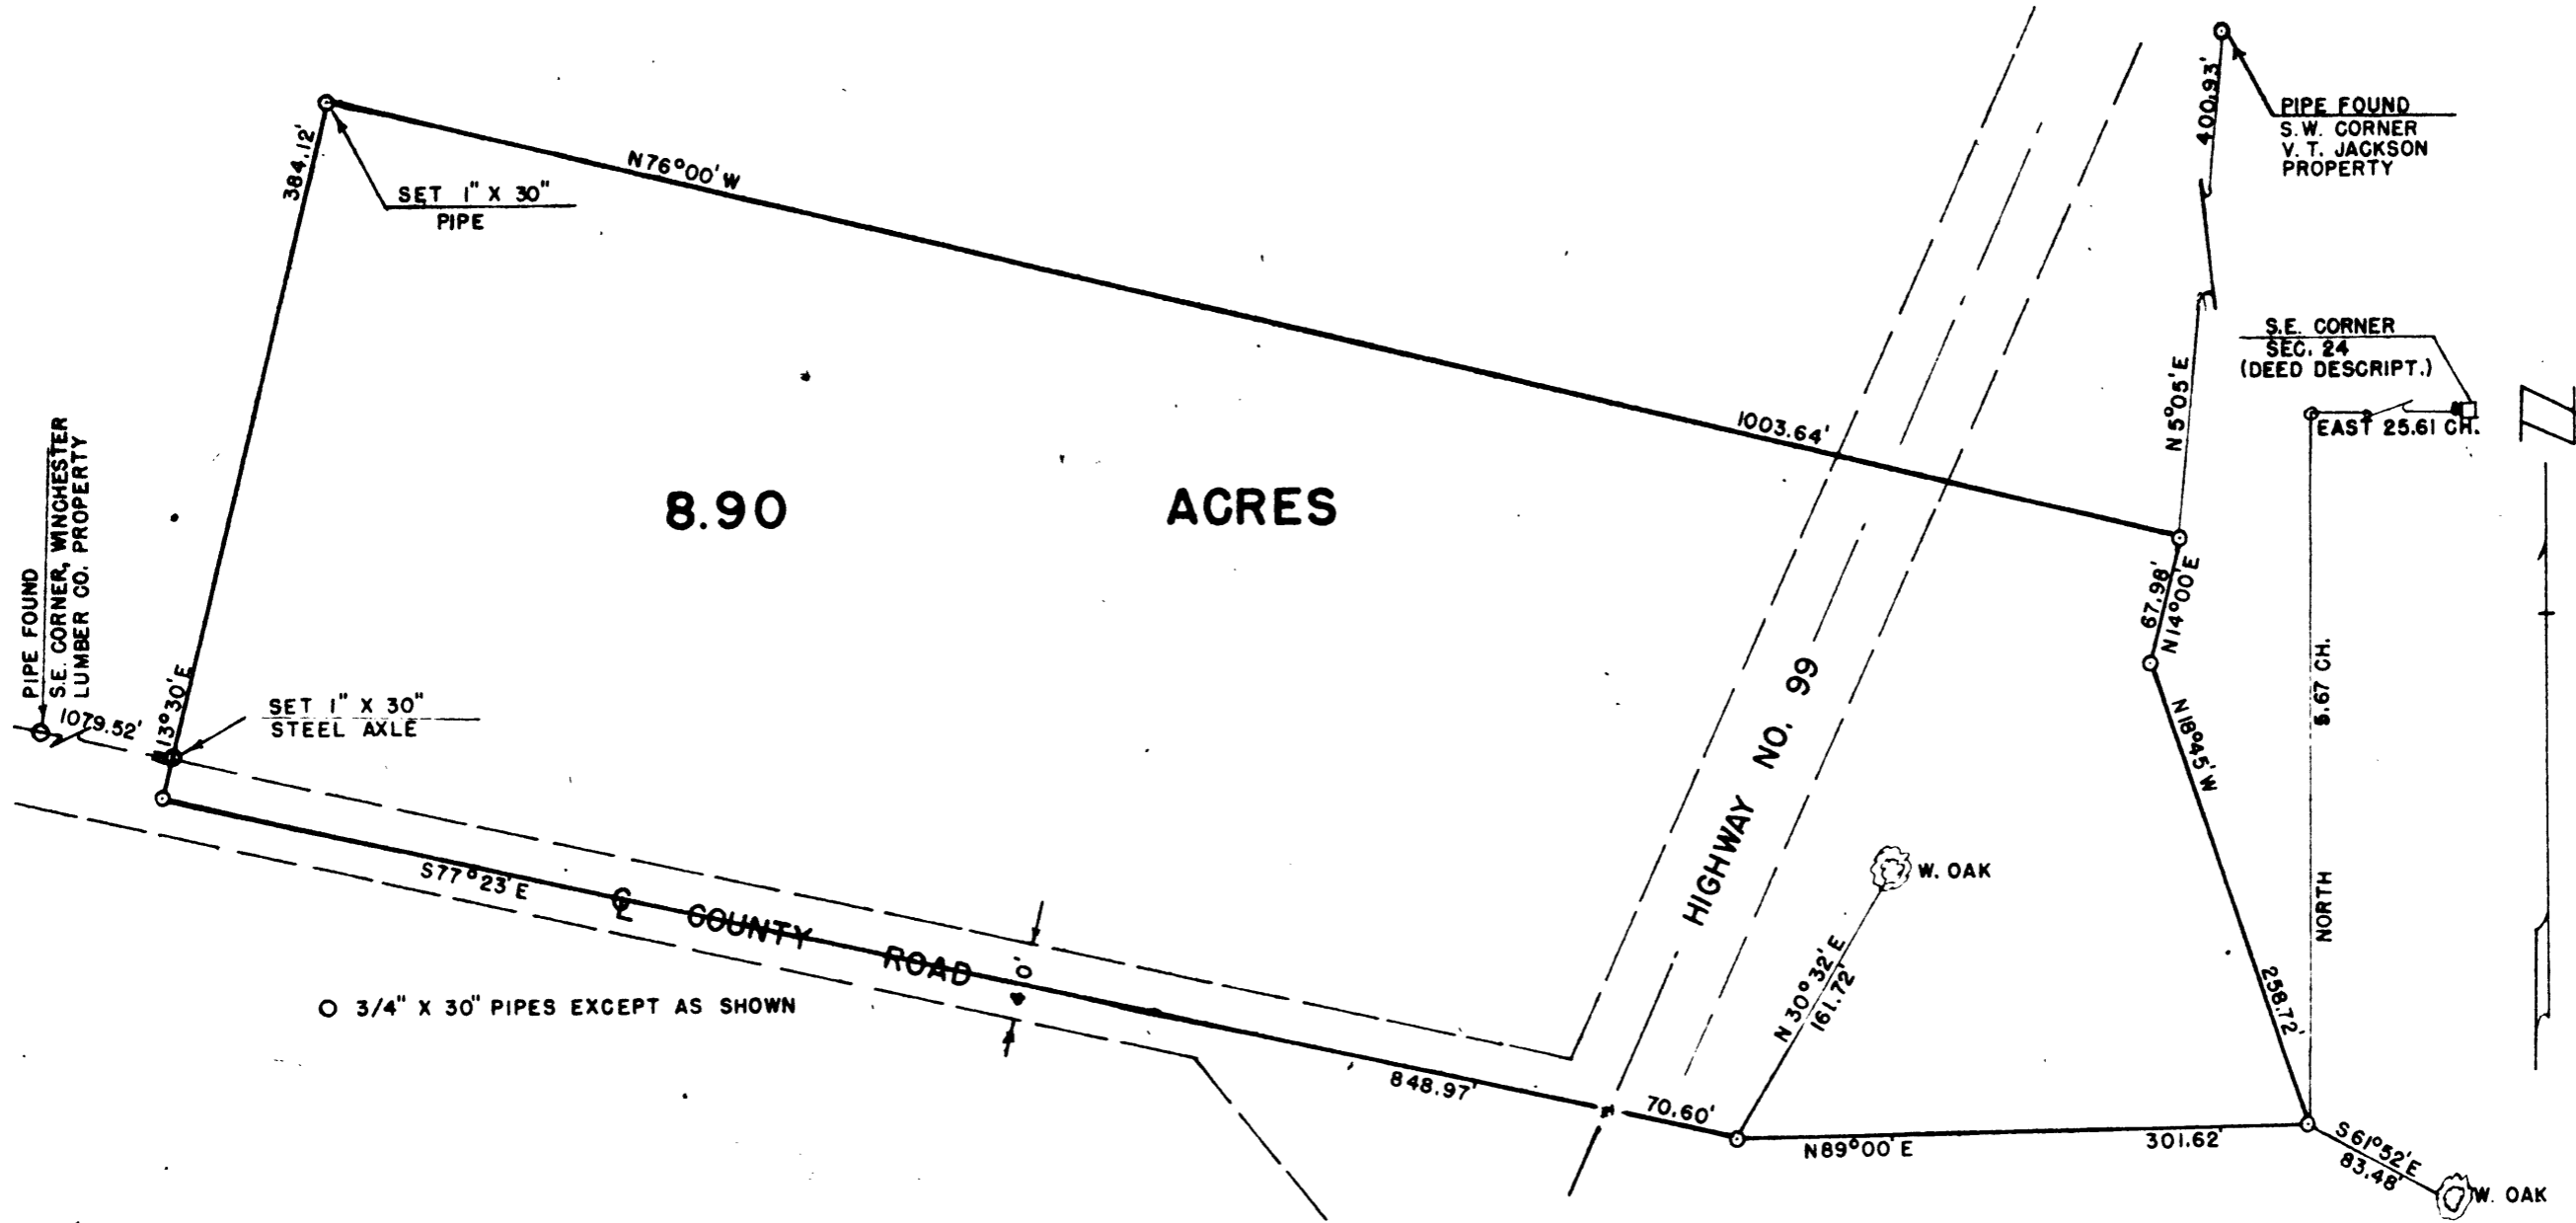 400.93'
PIPE FOUND
S.W. CORNER
V. T. JACKSON
PROPERTY
384.12'
N76°00'W
SET 1" X 30"
PIPE
S.E. CORNER
SEC. 24
(DEED DESCRIPT.)
N 5°05'E
1003.64'
EAST 25.61 CH.
8.90 ACRES
PIPE FOUND
S.E. CORNER, WINCHESTER
LUMBER CO. PROPERTY
67.98'
N14°00'E
1079.52'
13°30'E
SET 1" X 30"
STEEL AXLE
HIGHWAY NO. 99
N18°45'W
5.67 CH.
NORTH
W. OAK
S77°23'E
COUNTY ROAD
N 30°32'E
161.72'
258.72'
O 3/4" X 30" PIPES EXCEPT AS SHOWN
848.97'
70.60'
N89°00'E
301.62'
S61°52'E
83.48'
W. OAK